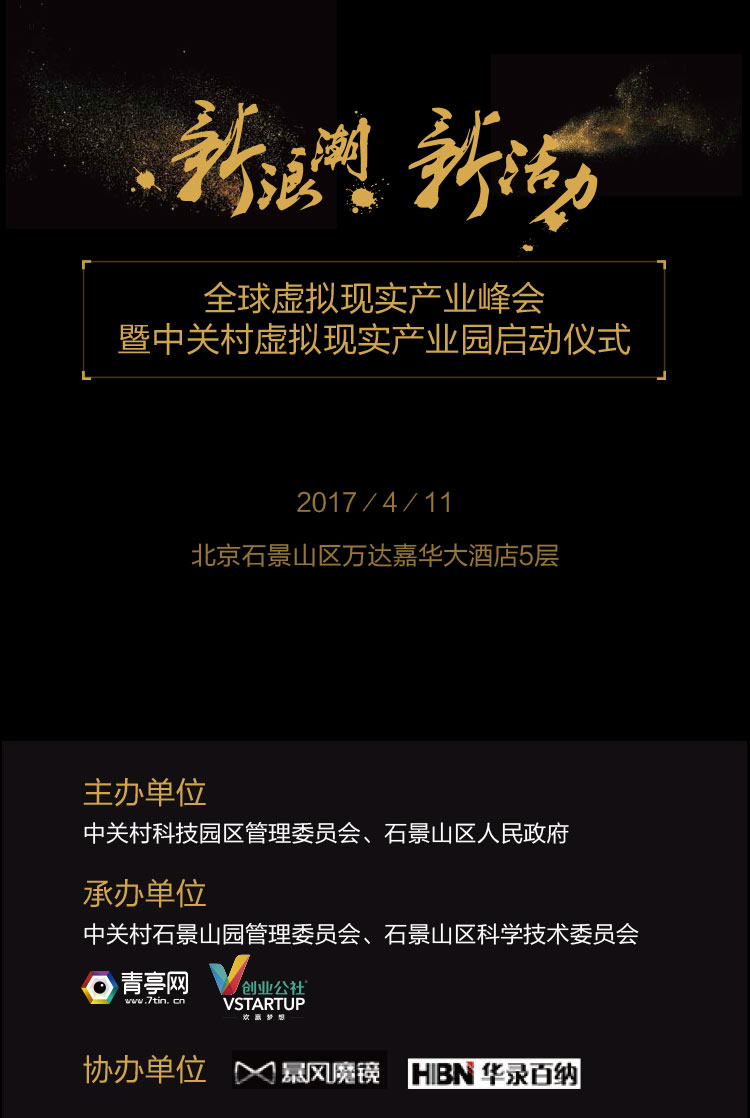 新浪潮 新活力
全球虚拟现实产业峰会
暨中关村虚拟现实产业园启动仪式
2017 / 4 / 11
北京石景山区万达嘉华大酒店5层
主办单位
中关村科技园区管理委员会、石景山区人民政府
承办单位
中关村石景山园管理委员会、石景山区科学技术委员会
青亭网
www.7tin.cn
创业公社
VSTARTUP
欢赢梦想
协办单位 暴风魔镜 HBN 华录百纳